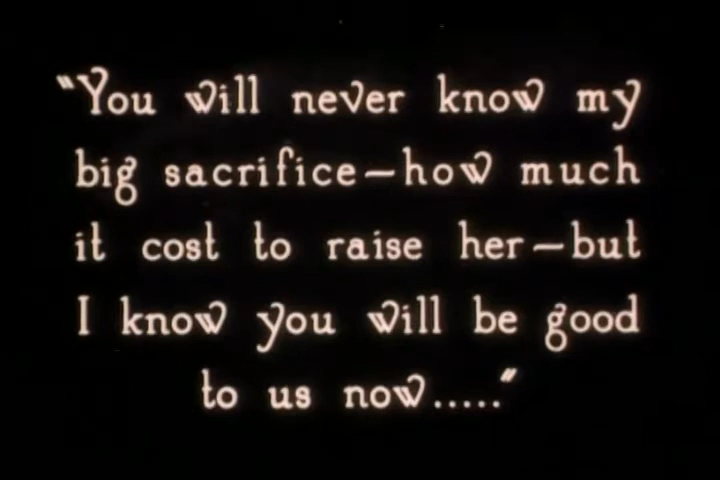 "You will never know my
big sacrifice—how much
it cost to raise her—but
I know you will be good
to us now....."